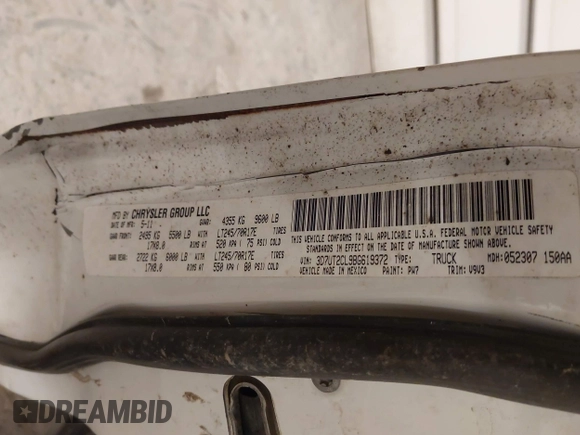 MFD BY CHRYSLER GROUP LLC
5-11 GVWR: 4355 KG 9600 LB
GAWR FRONT: 2495 KG 5500 LB WITH LT245/70R17E TIRES
17X8.0 RIMS AT 520 KPA ( 75 PSI) COLD
GAWR REAR: 2722 KG 6000 LB WITH LT245/70R17E TIRES
17X8.0 RIMS AT 550 KPA ( 80 PSI) COLD
THIS VEHICLE CONFORMS TO ALL APPLICABLE U.S.A. FEDERAL MOTOR VEHICLE SAFETY
STANDARDS IN EFFECT ON THE DATE OF MANUFACTURE SHOWN ABOVE.
VIN: 3D7UT2CL9BG619372 TYPE: TRUCK MDH: 052307 150AA
VEHICLE MADE IN MEXICO PAINT: PW7 TRIM: V9V3
DREAMBID